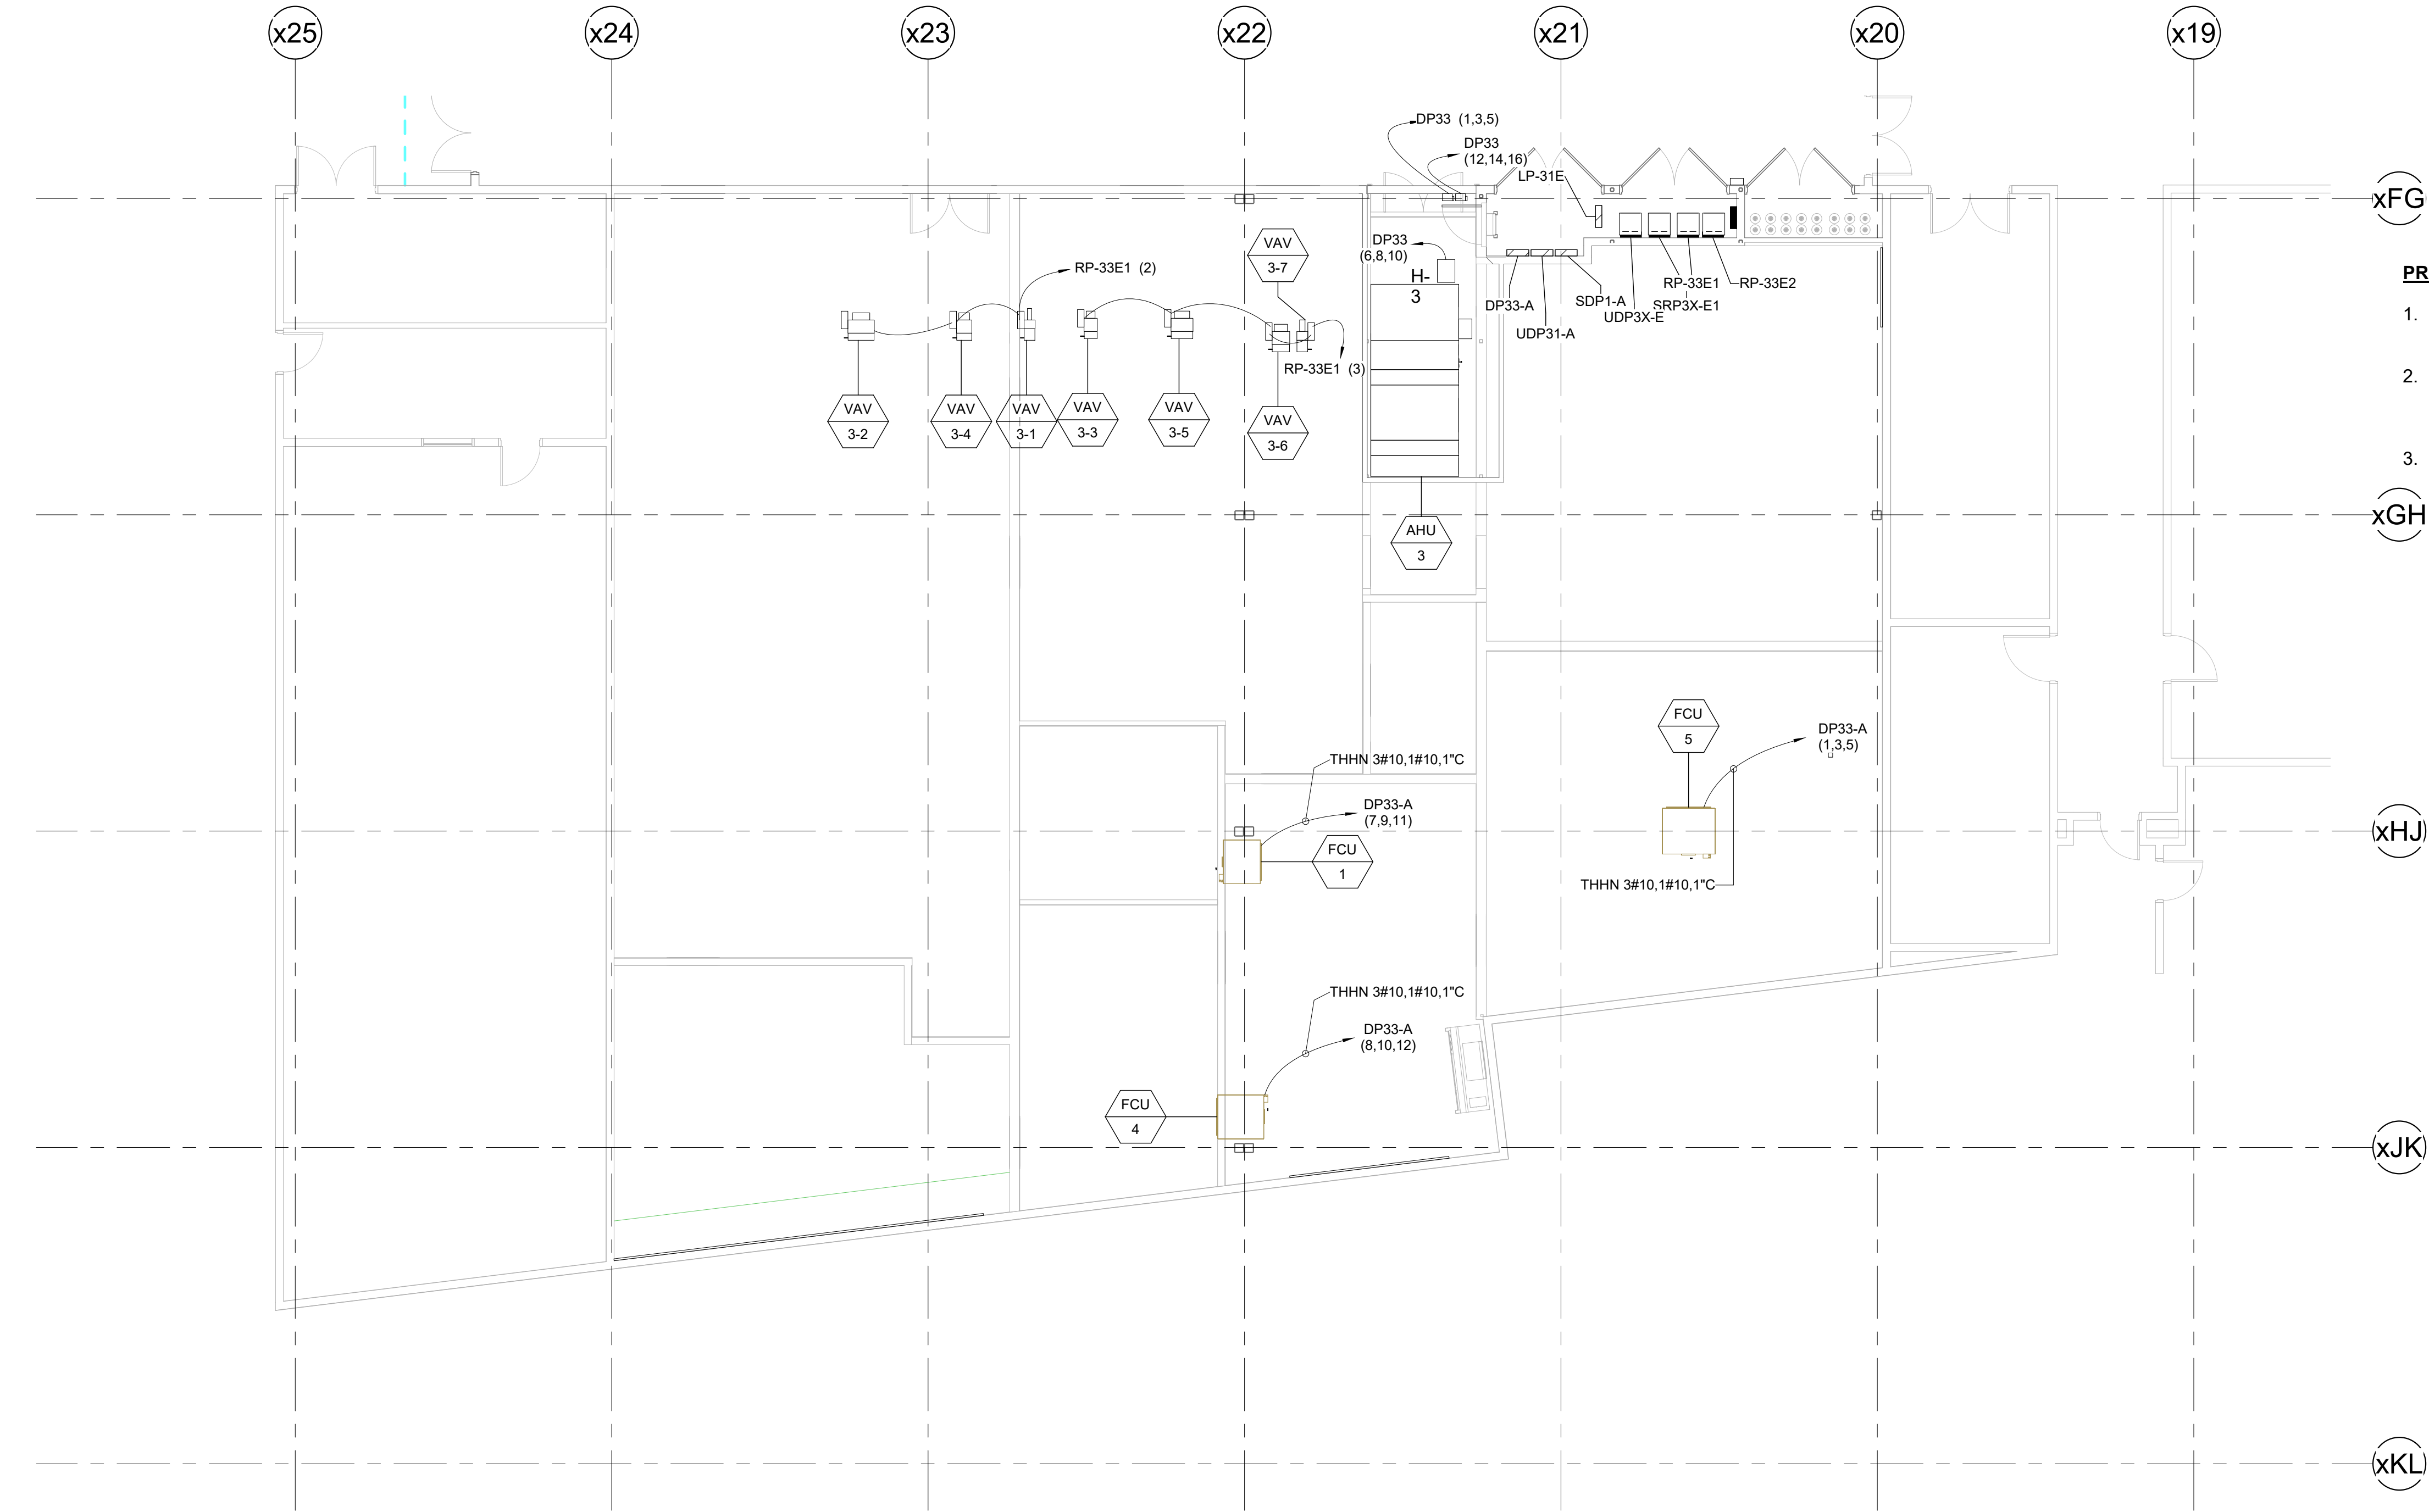 x25
x24
x23
x22
x21
x20
x19
DP33 (1,3,5)
DP33
(12,14,16)
LP-31E
xFG
VAV
3-7
DP33
(6,8,10)
RP-33E1 (2)
H-
3
PR
RP-33E1
RP-33E2
SDP1-A
DP33-A
SRP3X-E1
UDP3X-E
UDP31-A
1.
RP-33E1 (3)
2.
VAV
3-2
VAV
3-4
VAV
3-1
VAV
3-3
VAV
3-5
VAV
3-6
3.
xGH
AHU
3
FCU
5
DP33-A
(1,3,5)
THHN 3#10,1#10,1"C
DP33-A
(7,9,11)
xHJ
FCU
1
THHN 3#10,1#10,1"C
THHN 3#10,1#10,1"C
DP33-A
(8,10,12)
FCU
4
xJK
xKL